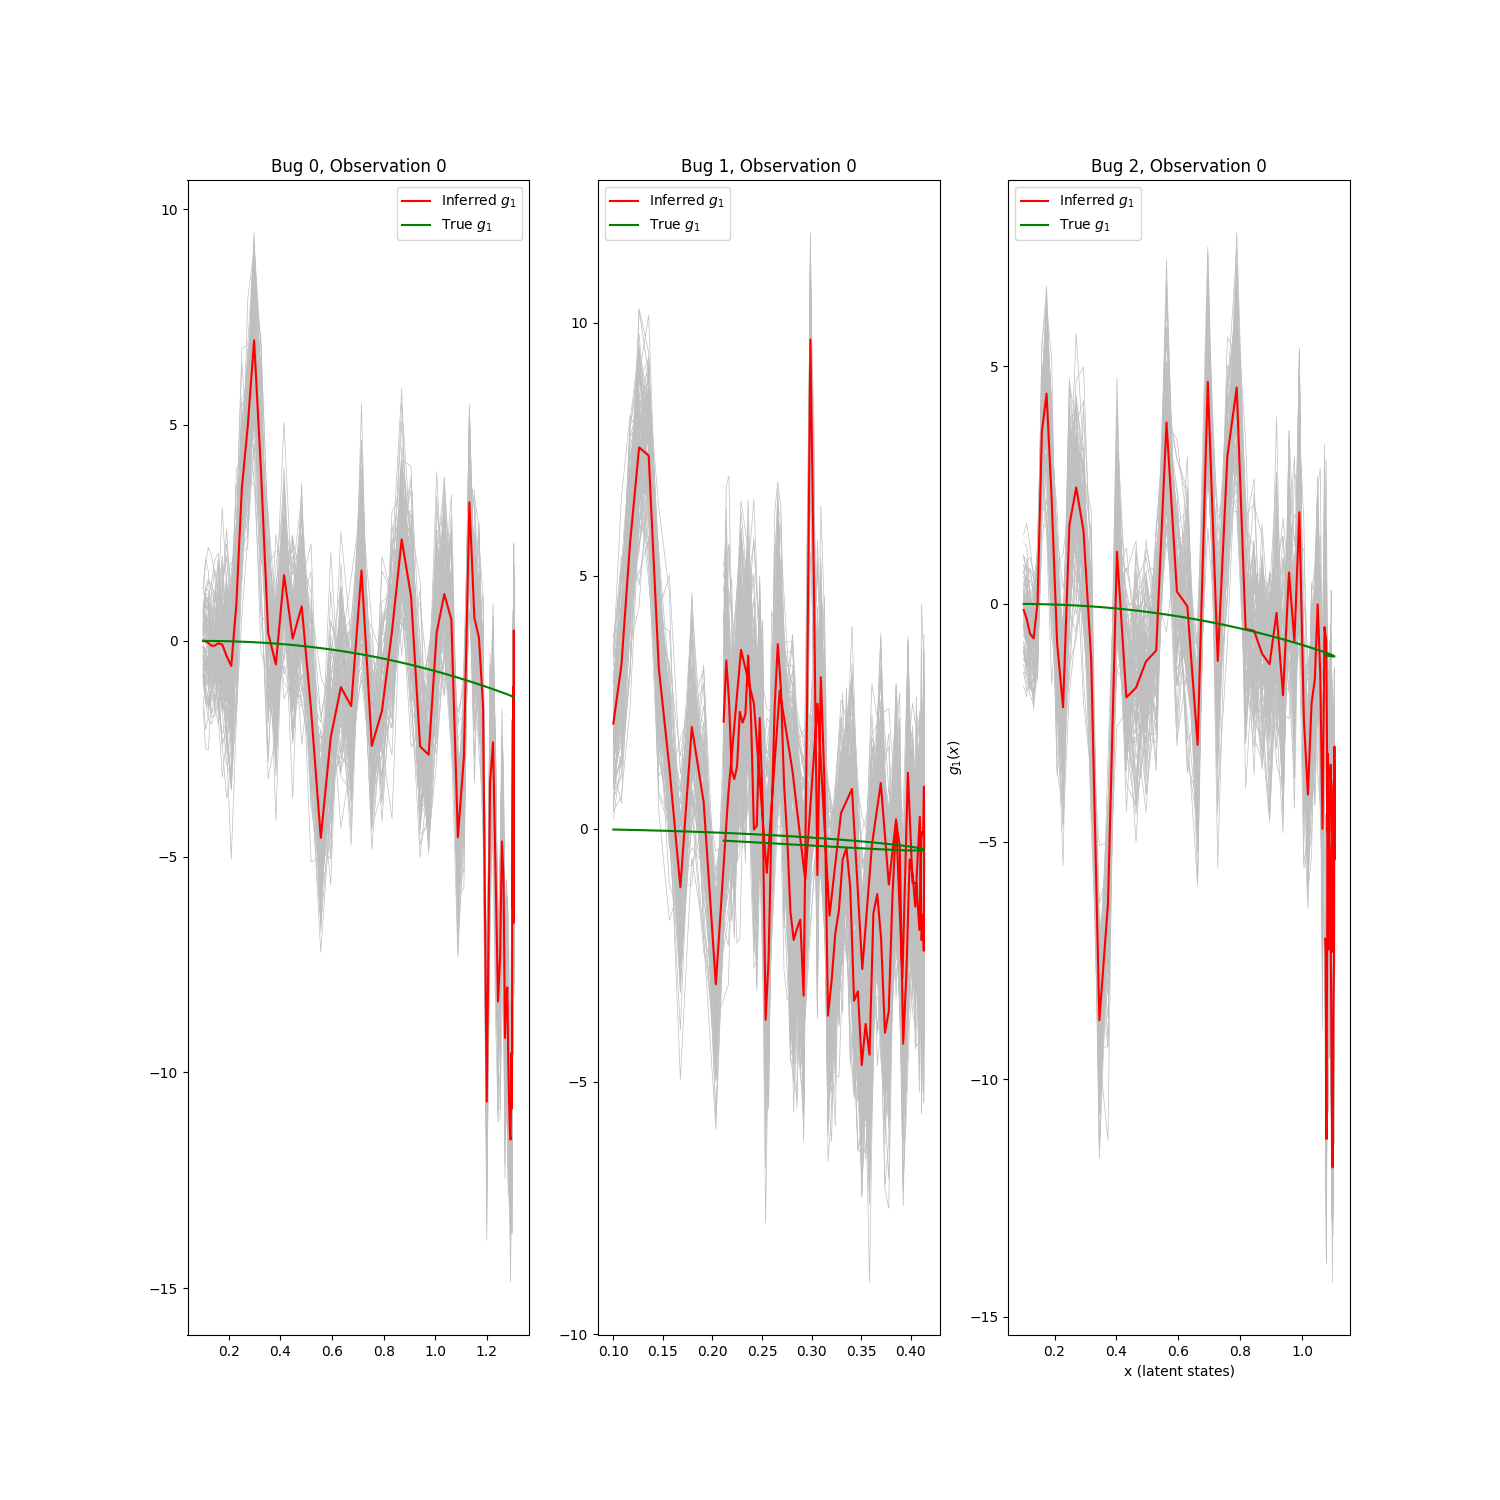 Bug 0, Observation 0
Inferred g₁
True g₁
10
5
0
−5
−10
−15
0.2 0.4 0.6 0.8 1.0 1.2
Bug 1, Observation 0
Inferred g₁
True g₁
10
5
0
−5
−10
0.10 0.15 0.20 0.25 0.30 0.35 0.40
Bug 2, Observation 0
Inferred g₁
True g₁
g₁(x)
5
0
−5
−10
−15
0.2 0.4 0.6 0.8 1.0
x (latent states)